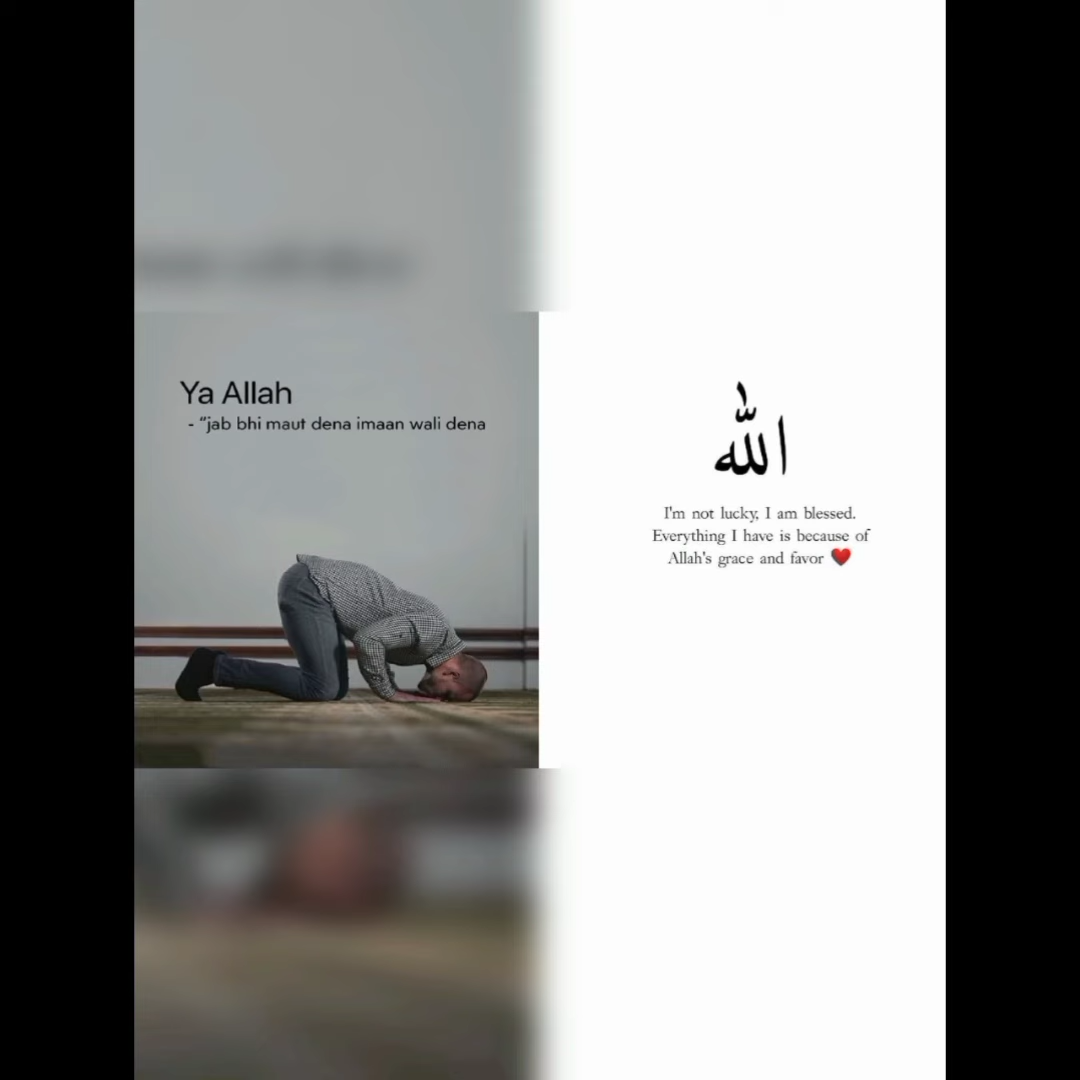 Ya Allah
- “jab bhi maut dena imaan wali dena
الله
I'm not lucky, I am blessed.
Everything I have is because of
Allah's grace and favor ❤️